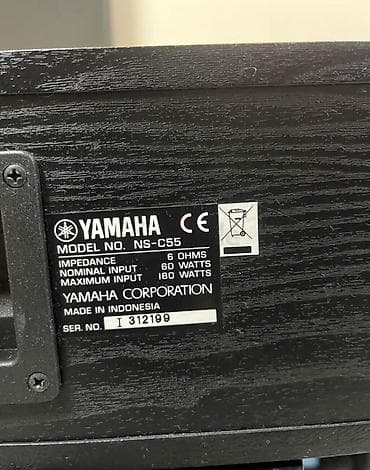 YAMAHA CE
MODEL NO. NS-C55
IMPEDANCE 6 OHMS
NOMINAL INPUT 60 WATTS
MAXIMUM INPUT 180 WATTS
YAMAHA CORPORATION
MADE IN INDONESIA
SER. NO. I 312199